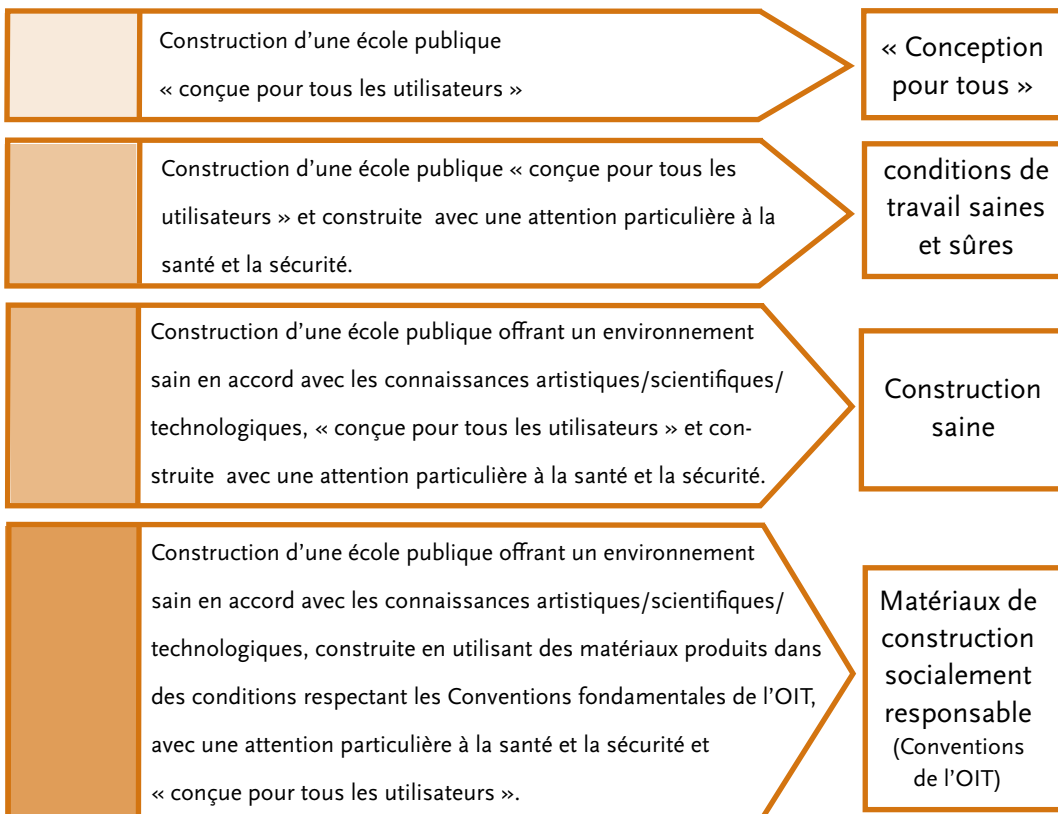 Construction d’une école publique
« conçue pour tous les utilisateurs »
« Conception
pour tous »
Construction d’une école publique « conçue pour tous les
utilisateurs » et construite  avec une attention particulière à la
santé et la sécurité.
conditions de
travail saines
et sûres
Construction d’une école publique offrant un environnement
sain en accord avec les connaissances artistiques/scientifiques/
technologiques, « conçue pour tous les utilisateurs » et con-
struite  avec une attention particulière à la santé et la sécurité.
Construction
saine
Construction d’une école publique offrant un environnement
sain en accord avec les connaissances artistiques/scientifiques/
technologiques, construite en utilisant des matériaux produits dans
des conditions respectant les Conventions fondamentales de l’OIT,
avec une attention particulière à la santé et la sécurité et
« conçue pour tous les utilisateurs ».
Matériaux de
construction
socialement
responsable
(Conventions
de l’OIT)